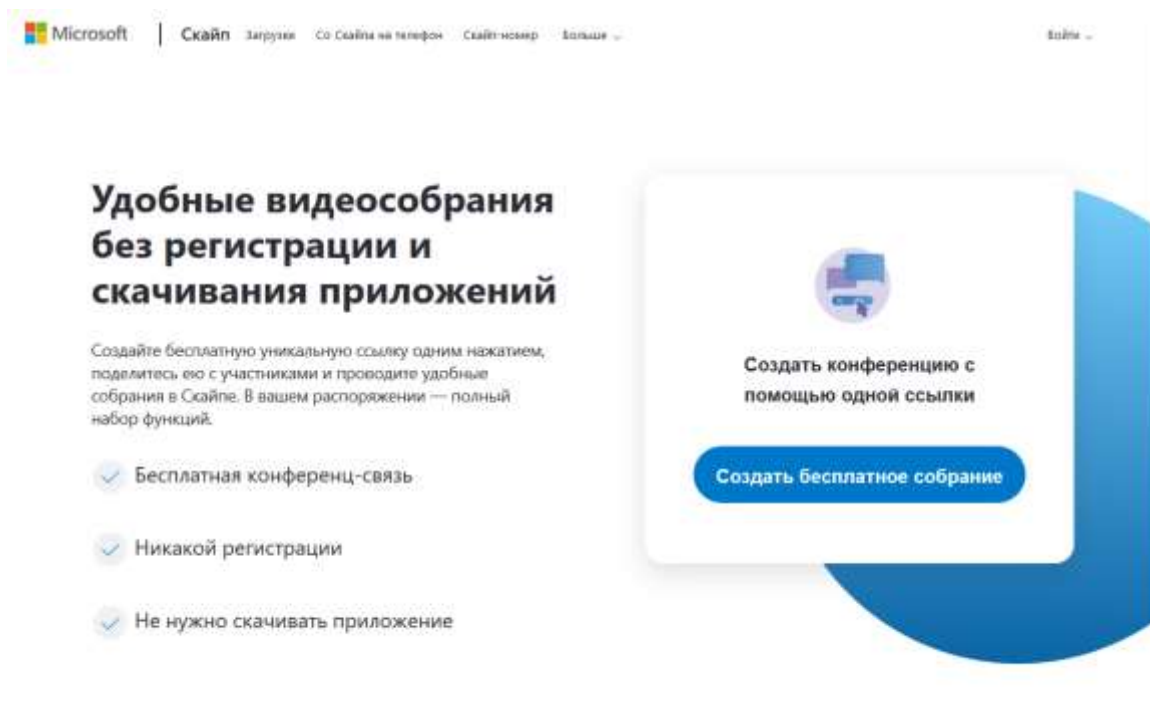 Microsoft | Скайп Загрузки Со Скайпа на телефон Скайп-номер Больше Войти
Удобные видеособрания
без регистрации и
скачивания приложений
Создайте бесплатную уникальную ссылку одним нажатием,
поделитесь ею с участниками и проводите удобные
собрания в Скайпе. В вашем распоряжении — полный
набор функций.
Бесплатная конференц-связь
Никакой регистрации
Не нужно скачивать приложение
Создать конференцию с
помощью одной ссылки
Создать бесплатное собрание